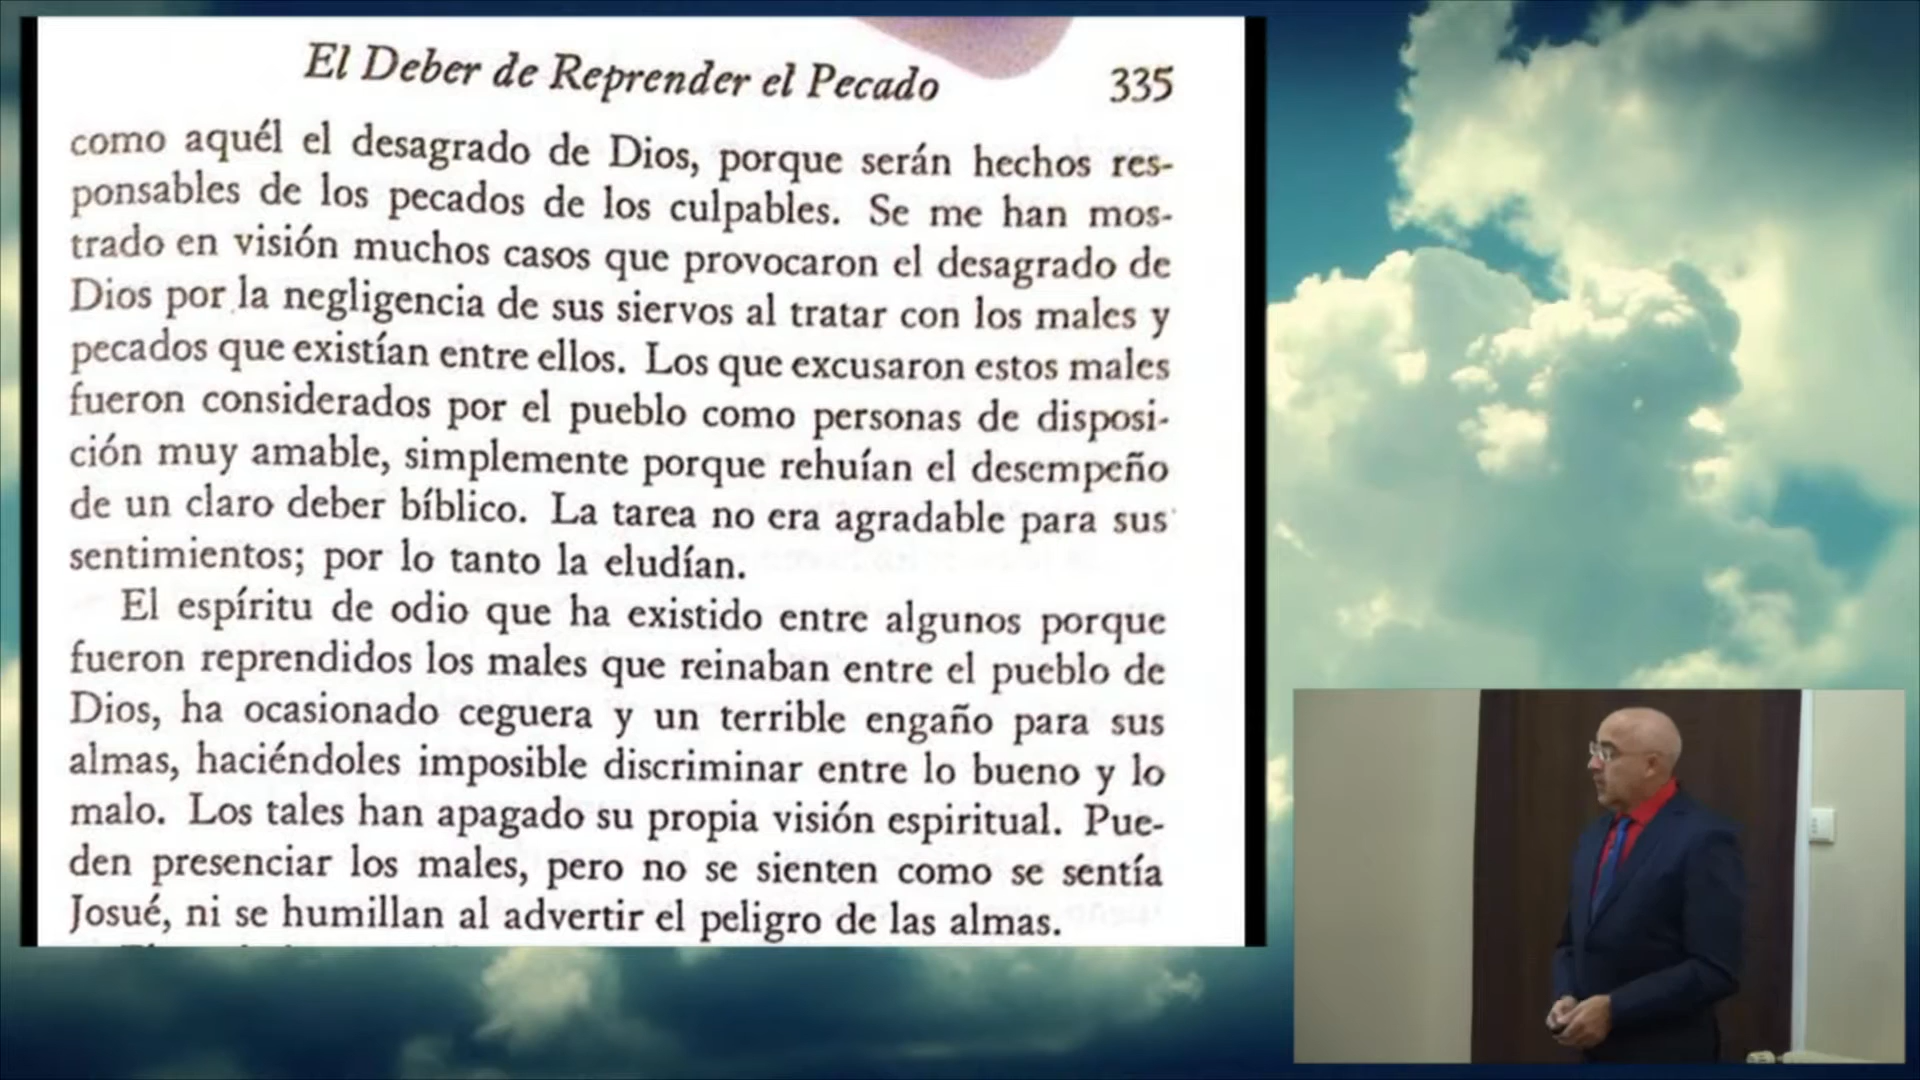 El Deber de Reprender el Pecado 335
como aquél el desagrado de Dios, porque serán hechos res-
ponsables de los pecados de los culpables. Se me han mos-
trado en visión muchos casos que provocaron el desagrado de
Dios por la negligencia de sus siervos al tratar con los males y
pecados que existían entre ellos. Los que excusaron estos males
fueron considerados por el pueblo como personas de disposi-
ción muy amable, simplemente porque rehuían el desempeño
de un claro deber bíblico. La tarea no era agradable para sus
sentimientos; por lo tanto la eludían.
El espíritu de odio que ha existido entre algunos porque
fueron reprendidos los males que reinaban entre el pueblo de
Dios, ha ocasionado ceguera y un terrible engaño para sus
almas, haciéndoles imposible discriminar entre lo bueno y lo
malo. Los tales han apagado su propia visión espiritual. Pue-
den presenciar los males, pero no se sienten como se sentía
Josué, ni se humillan al advertir el peligro de las almas.